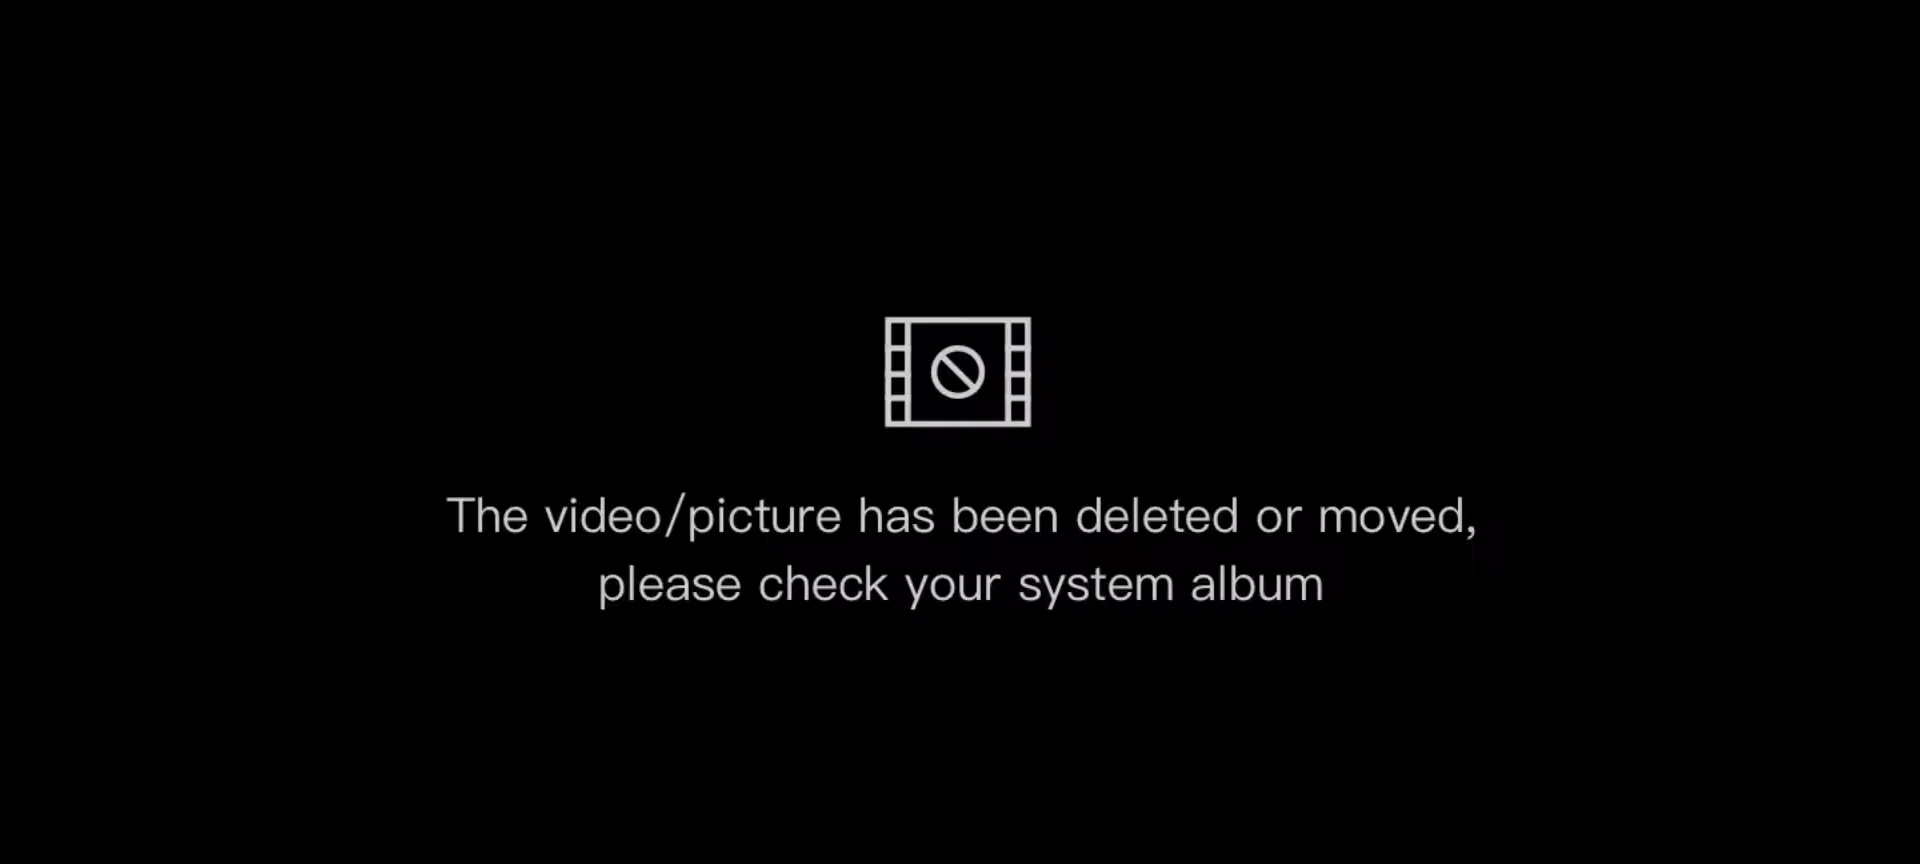 The video/picture has been deleted or moved,
please check your system album